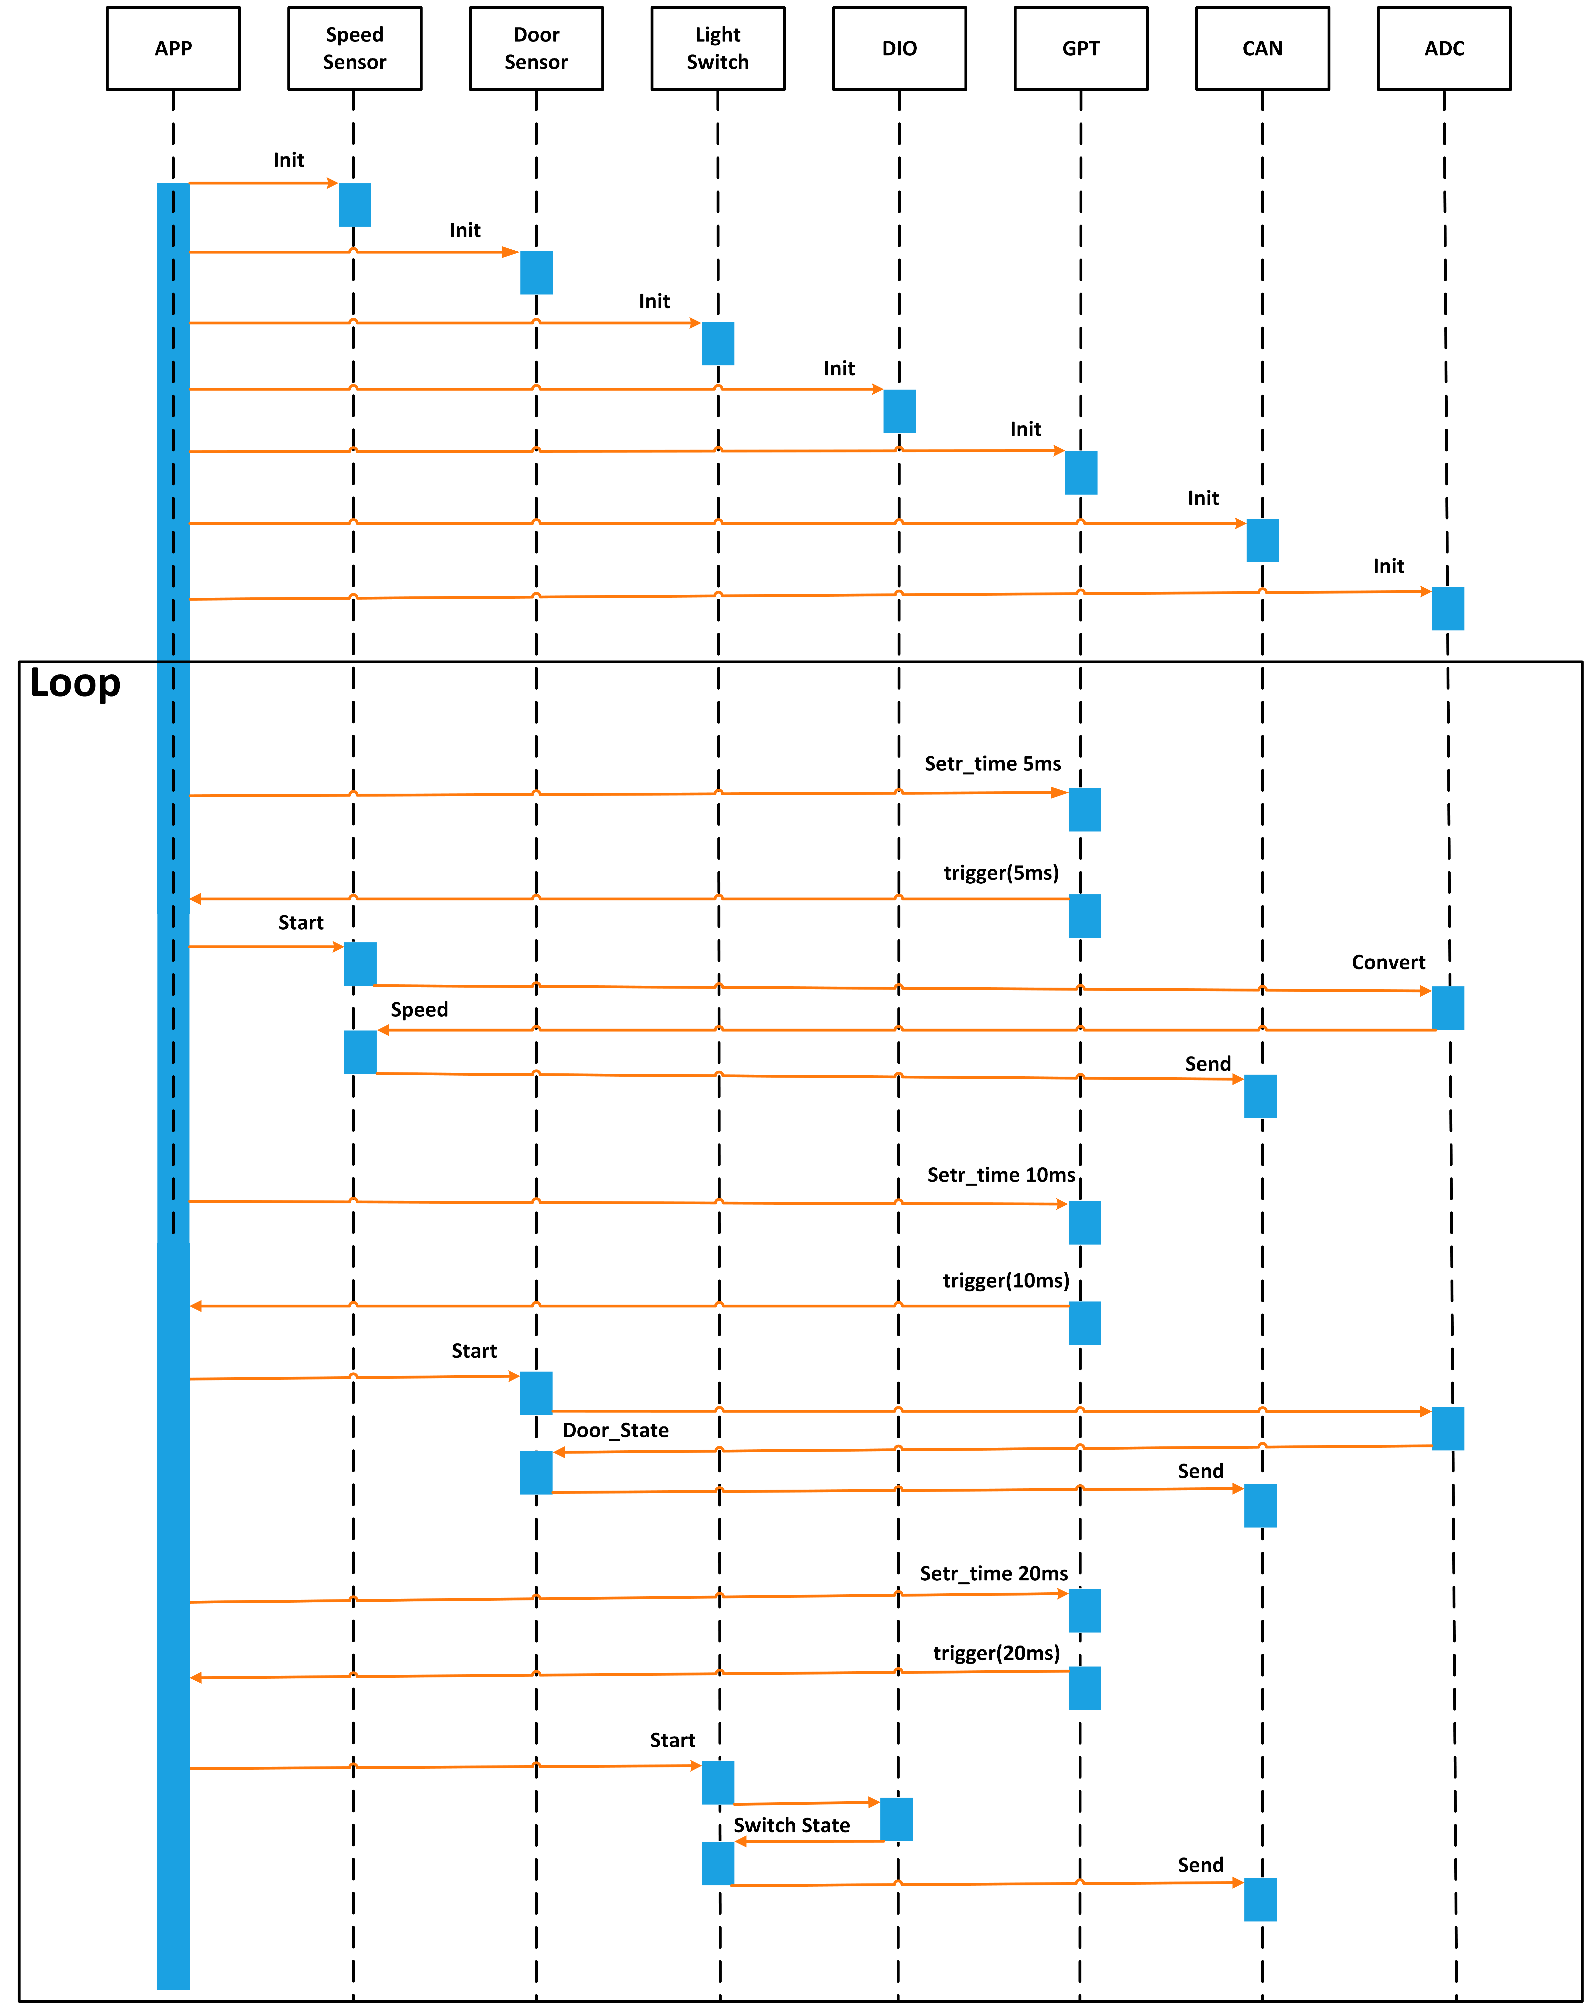 APP
Speed
Sensor
Door
Sensor
Light
Switch
DIO
GPT
CAN
ADC
Init
Init
Init
Init
Init
Init
Init
Loop
Setr_time 5ms
trigger(5ms)
Start
Convert
Speed
Send
Setr_time 10ms
trigger(10ms)
Start
Door_State
Send
Setr_time 20ms
trigger(20ms)
Start
Switch State
Send